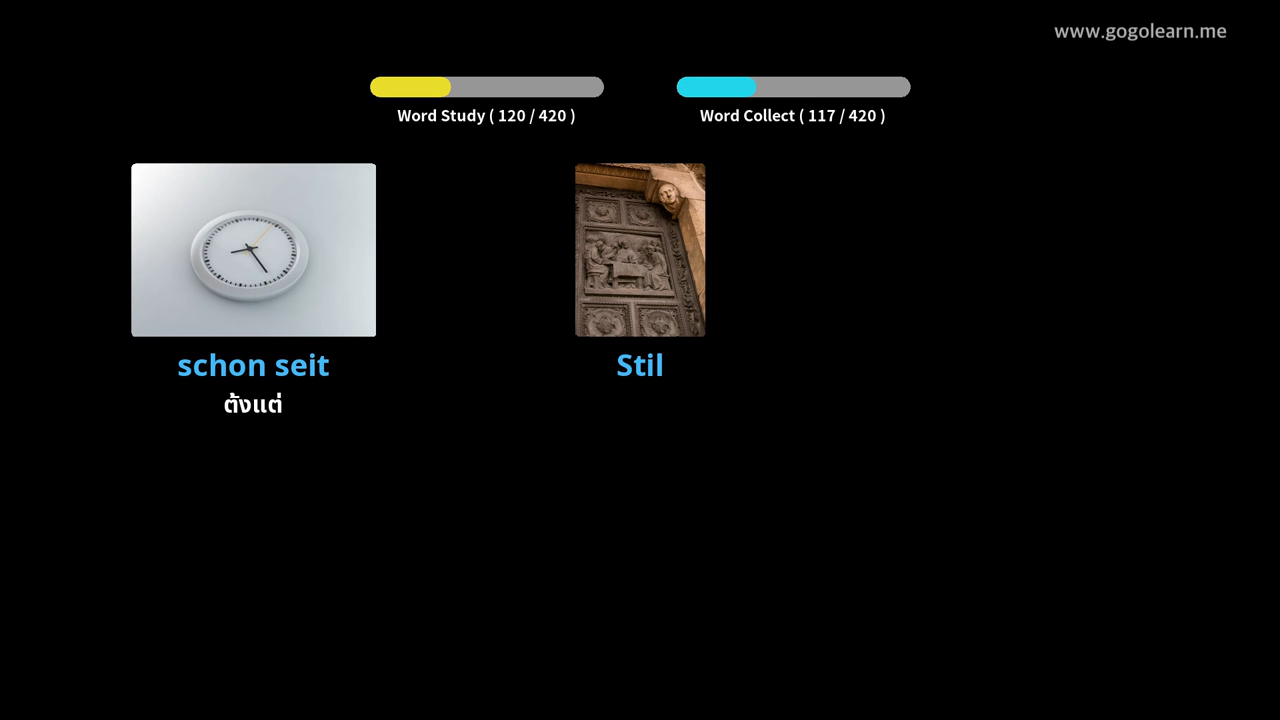 www.gogolearn.me
Word Study ( 120 / 420 )
Word Collect ( 117 / 420 )
schon seit
ตั้งแต่
Stil